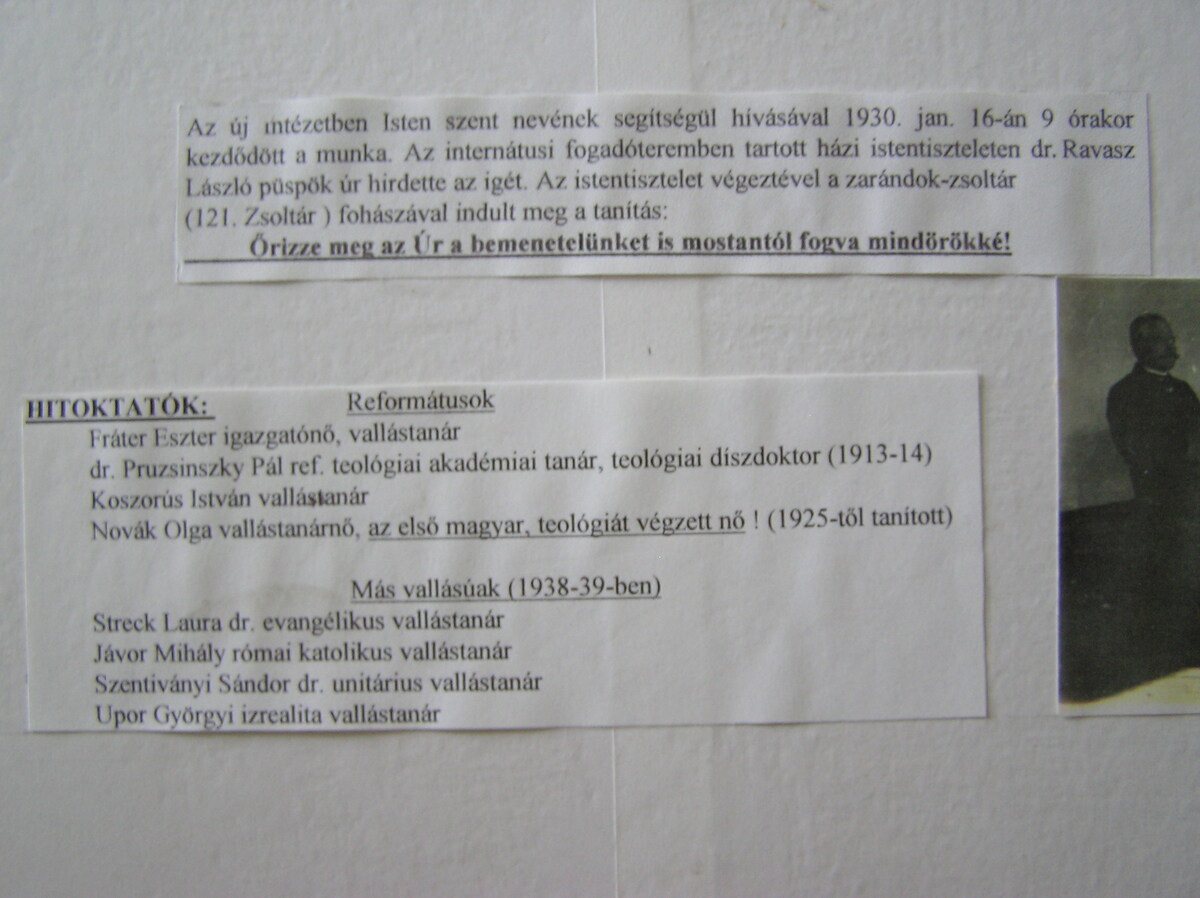 Az új intézetben Isten szent nevének segítségül hívásával 1930. jan. 16-án 9 órakor
kezdődött a munka. Az internátusi fogadóteremben tartott házi istentiszteleten dr. Ravasz
László püspök úr hirdette az igét. Az istentisztelet végeztével a zarándok-zsoltár
(121. Zsoltár ) fohászával indult meg a tanítás:
Őrizze meg az Úr a bemenetelünket is mostantól fogva mindörökké!
HITOKTATÓK: Reformátusok
Fráter Eszter igazgatónő, vallástanár
dr. Pruzsinszky Pál ref. teológiai akadémiai tanár, teológiai díszdoktor (1913-14)
Koszorús István vallástanár
Novák Olga vallástanárnő, az első magyar, teológiát végzett nő ! (1925-től tanított)
Más vallásúak (1938-39-ben)
Streck Laura dr. evangélikus vallástanár
Jávor Mihály római katolikus vallástanár
Szentiványi Sándor dr. unitárius vallástanár
Upor Györgyi izrealita vallástanár